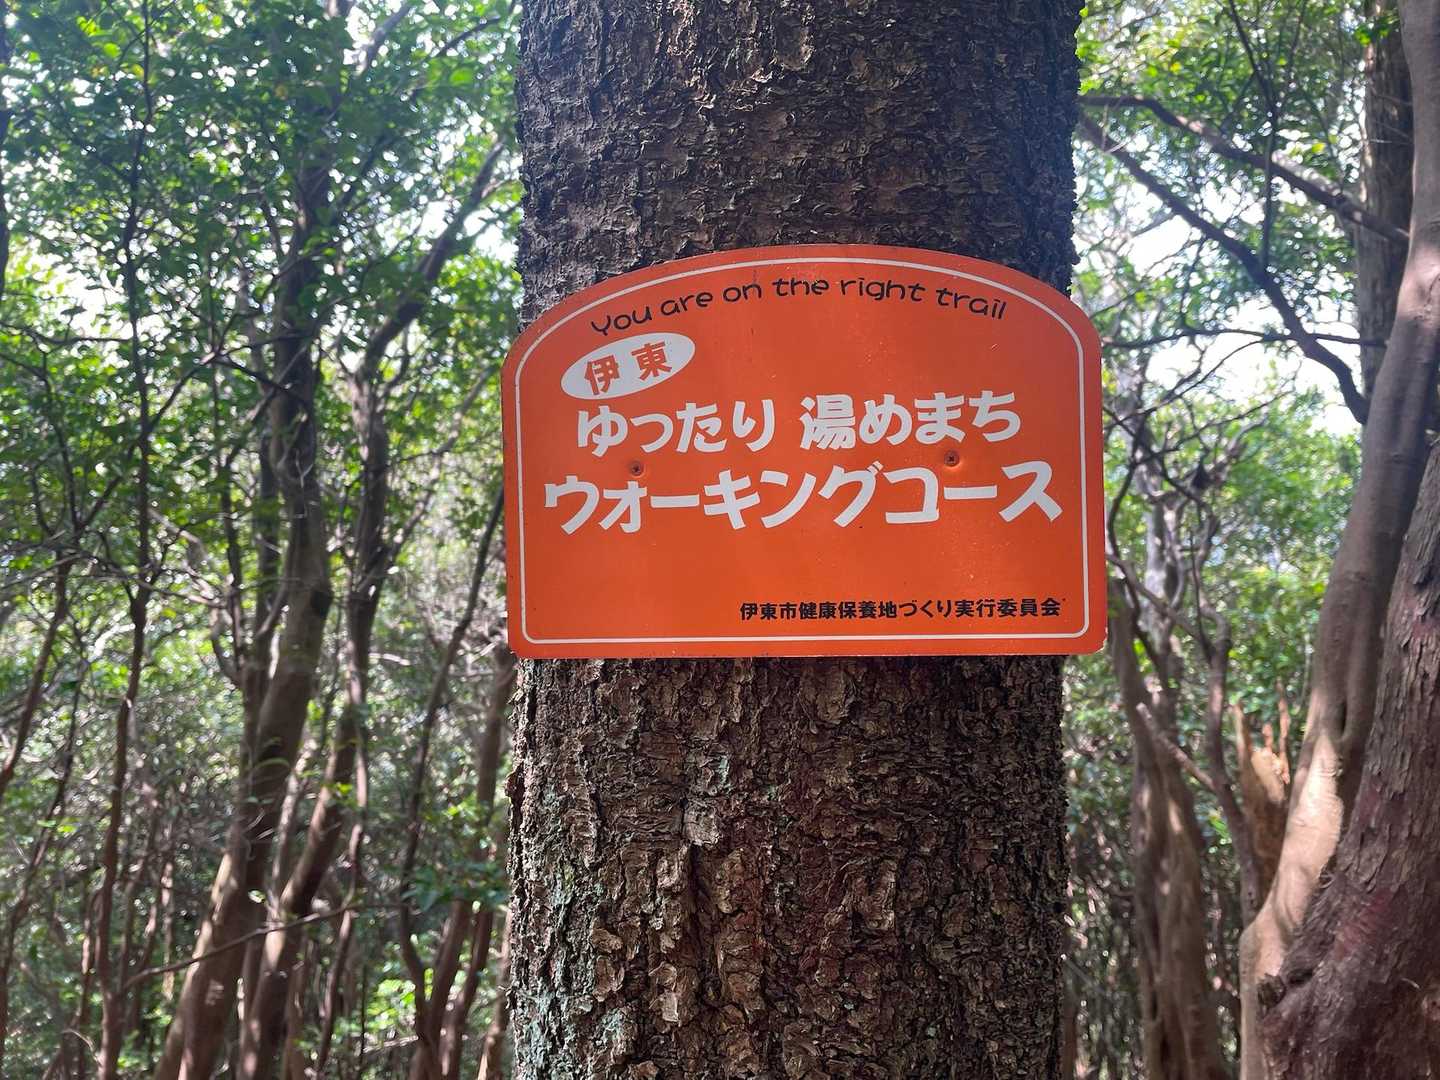 You are on the right trail
伊東
ゆったり 湯めまち
ウォーキングコース
伊東市健康保養地づくり実行委員会